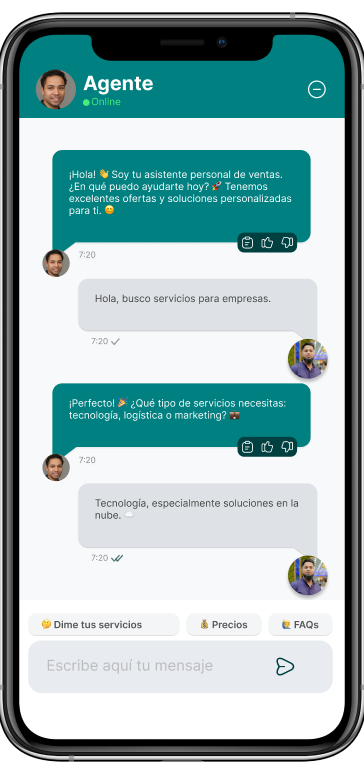 Agente
Online
¡Hola! 👋 Soy tu asistente personal de ventas.
¿En qué puedo ayudarte hoy? 🚀 Tenemos
excelentes ofertas y soluciones personalizadas
para ti. 😊
7:20
Hola, busco servicios para empresas.
7:20
¡Perfecto! 🎉 ¿Qué tipo de servicios necesitas:
tecnología, logística o marketing? 💼
7:20
Tecnología, especialmente soluciones en la
nube. ☁️
7:20
🤔 Dime tus servicios
💰 Precios
🙋‍♂️ FAQs
Escribe aquí tu mensaje